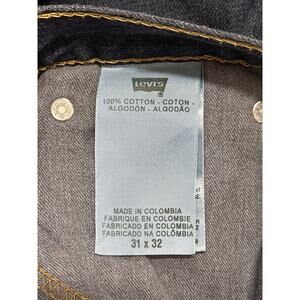 LEVI'S
100% COTTON - COTON -
ALGODÓN - ALGODÃO
MADE IN COLOMBIA
FABRIQUE EN COLOMBIE
FABRICADO EN COLOMBIA
FABRICADO NA COLÔMBIA
31 x 32